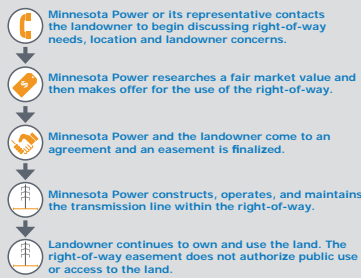 Minnesota Power or its representative contacts
the landowner to begin discussing right-of-way
needs, location and landowner concerns.
Minnesota Power researches a fair market value and
then makes offer for the use of the right-of-way.
Minnesota Power and the landowner come to an
agreement and an easement is finalized.
Minnesota Power constructs, operates, and maintains
the transmission line within the right-of-way.
Landowner continues to own and use the land. The
right-of-way easement does not authorize public use
or access to the land.